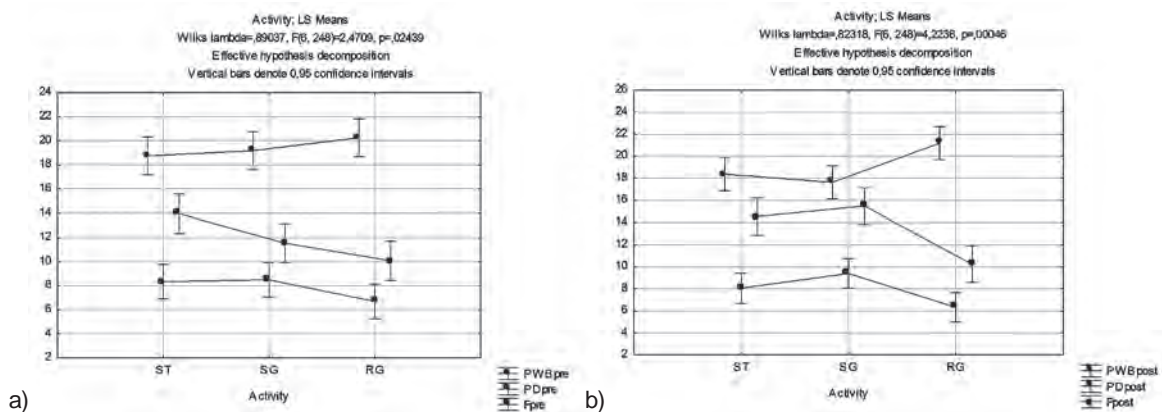 Activity; LS Means
Wilks lambda=,89037, F(6, 248)=2,4709, p=,02439
Effective hypothesis decomposition
Vertical bars denote 0,95 confidence intervals
24
22
20
18
16
14
12
10
8
6
4
2
ST SG RG
Activity
PWBpre
PDpre
Fpre
a)
Activity; LS Means
Wilks lambda=,82318, F(6, 248)=4,2236, p=,00046
Effective hypothesis decomposition
Vertical bars denote 0,95 confidence intervals
26
24
22
20
18
16
14
12
10
8
6
4
2
ST SG RG
Activity
PWBpost
PDpost
Fpost
b)